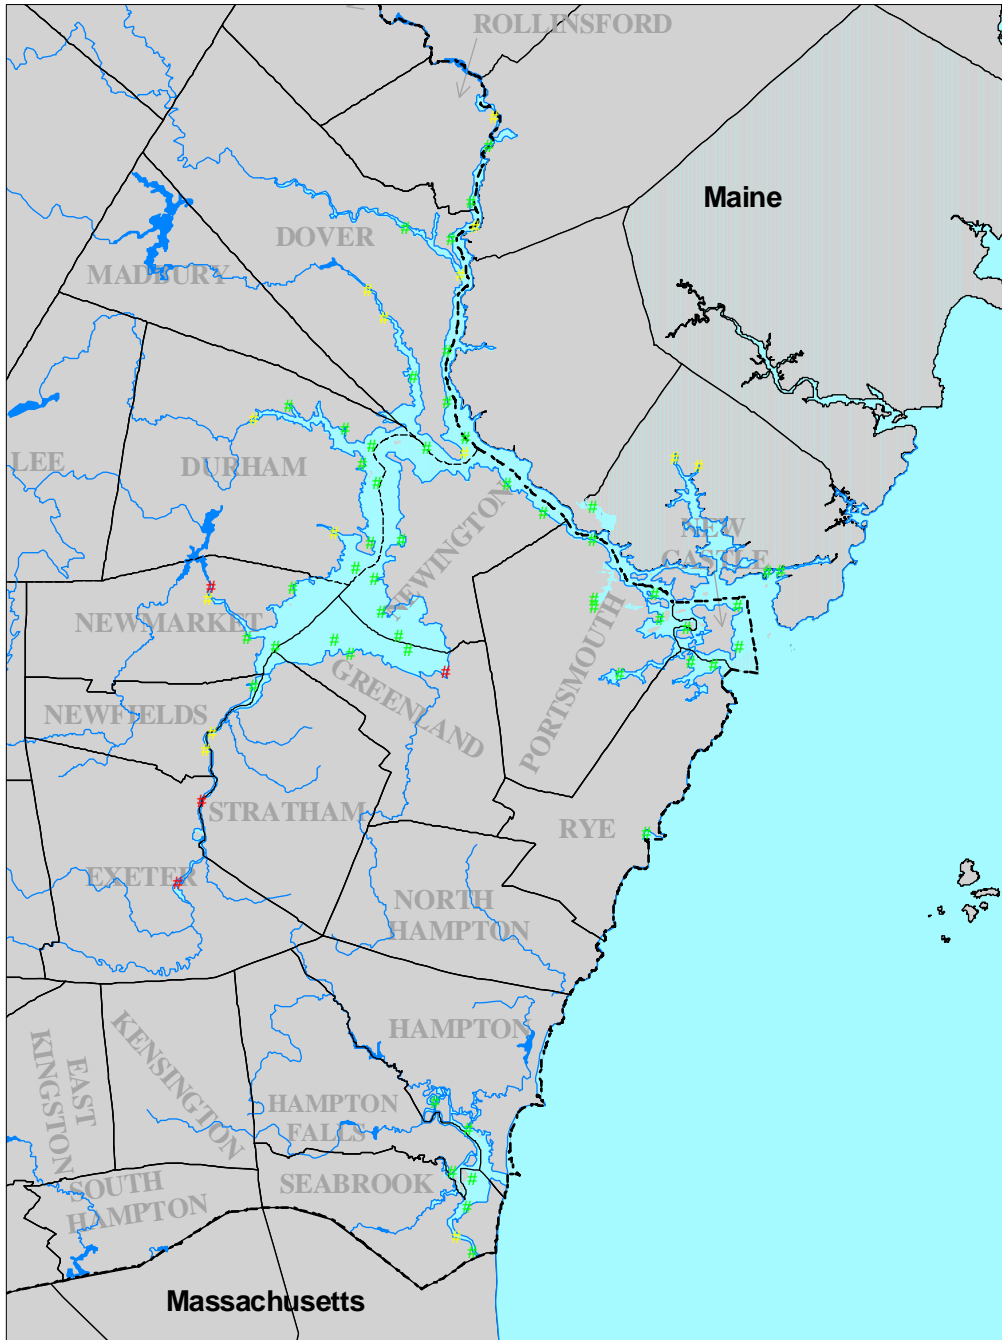 ROLLINSFORD
Maine
DOVER
MADBURY
LEE
DURHAM
NEWINGTON
NEW
CASTLE
NEWMARKET
PORTSMOUTH
GREENLAND
NEWFIELDS
STRATHAM
RYE
EXETER
NORTH
HAMPTON
HAMPTON
KENSINGTON
EAST
KINGSTON
HAMPTON
FALLS
SOUTH
HAMPTON
SEABROOK
Massachusetts